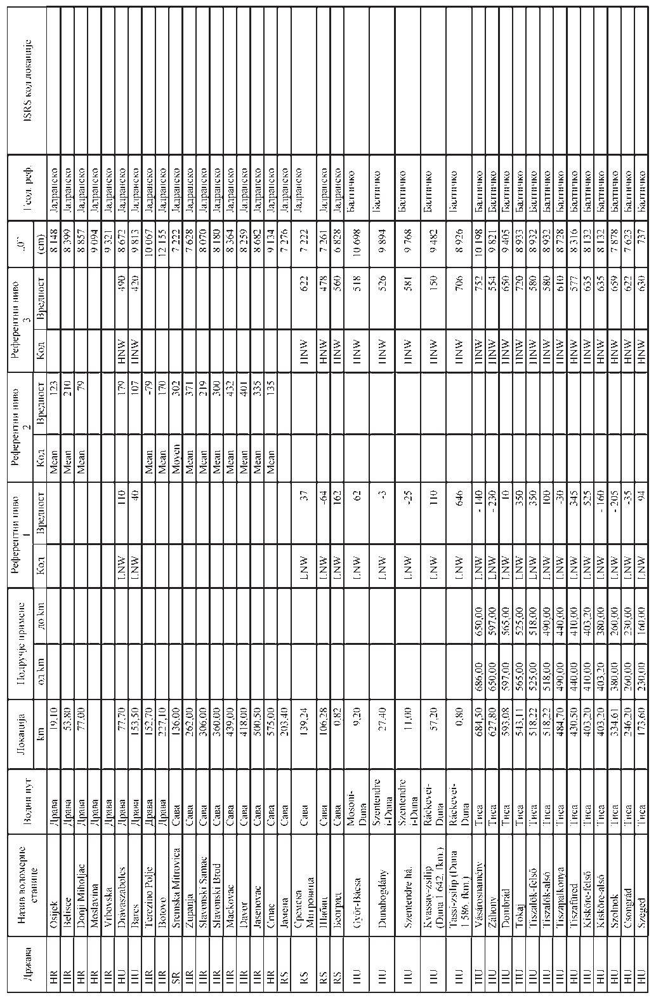 Држава Назив водомерне станице Водни пут Локација Подручје примене Референтни ниво 1 Референтни ниво 2 Референтни ниво 3 „0“ Геод. реф. ISRS код локације
km од km до km Код Вредност Код Вредност Код Вредност (cm)
HR Osijek Драва 19,10 Mean 123 8 148 Јадранско
HR Belisce Драва 53,80 Mean 210 8 399 Јадранско
HR Donji Miholjac Драва 77,00 Mean 79 8 857 Јадранско
HR Moslavina Драва 9 094 Јадранско
HR Vrbovska Драва 9 321 Јадранско
HU Drávaszabolcs Драва 77,70 LNW 110 179 HNW 490 8 672 Јадранско
HU Barcs Драва 153,50 LNW 40 107 HNW 420 9 813 Јадранско
HR Terezino Polje Драва 152,70 Mean -79 10 067 Јадранско
HR Botovo Драва 227,10 Mean 170 12 155 Јадранско
SR Sremska Mitrovica Сава 136,00 Moyen 302 7 222 Јадранско
HR Zupanja Сава 262,00 Mean 371 7 628 Јадранско
HR Slavonski Samac Сава 306,00 Mean 219 8 070 Јадранско
HR Slavonski Brod Сава 360,00 Mean 300 8 180 Јадранско
HR Mackovac Сава 439,00 Mean 432 8 364 Јадранско
HR Davor Сава 418,00 Mean 401 8 259 Јадранско
HR Jasenovac Сава 500,50 Mean 335 8 682 Јадранско
HR Crnac Сава 575,00 Mean 135 9 134 Јадранско
RS Јамена Сава 203,40 7 276 Јадранско
RS Сремска Митровица Сава 139,24 LNW 37 HNW 622 7 222 Јадранско
RS Шабац Сава 106,28 LNW -64 HNW 478 7 261 Јадранско
RS Београд Сава 0,82 LNW 162 HNW 560 6 828 Јадранско
HU Győr-Bácsa Mosoni-Duna 9,20 LNW 62 HNW 518 10 698 Балтичко
HU Dunabogdány Szentendrei-Duna 27,40 LNW -3 HNW 526 9 894 Балтичко
HU Szentendre há. Szentendrei-Duna 11,00 LNW -25 HNW 581 9 768 Балтичко
HU Kvassay-zsilip (Duna 1 642. fkm.) Ráckevei-Duna 57,20 LNW 110 HNW 150 9 482 Балтичко
HU Tassi-zsilip (Duna 1 586. fkm.) Ráckevei-Duna 0,80 LNW 646 HNW 706 8 926 Балтичко
HU Vásárosnamény Тиса 684,50 686,00 650,00 LNW - 140 HNW 752 10 198 Балтичко
HU Záhony Тиса 627,80 650,00 597,00 LNW - 230 HNW 554 9 821 Балтичко
HU Dombrád Тиса 593,08 597,00 565,00 LNW 10 HNW 650 9 405 Балтичко
HU Tokaj Тиса 543,11 565,00 525,00 LNW 350 HNW 720 8 933 Балтичко
HU Tiszalök-felső Тиса 518,22 525,00 518,00 LNW 350 HNW 580 8 932 Балтичко
HU Tiszalök-alsó Тиса 518,22 518,00 490,00 LNW 100 HNW 580 8 932 Балтичко
HU Tiszapalkonya Тиса 484,70 490,00 440,00 LNW -30 HNW 610 8 728 Балтичко
HU Tiszafüred Тиса 430,50 440,00 410,00 LNW 345 HNW 577 8 316 Балтичко
HU Kisköre-felső Тиса 403,20 410,00 403,20 LNW 525 HNW 635 8 132 Балтичко
HU Kisköre-alsó Тиса 403,20 403,20 380,00 LNW - 160 HNW 635 8 132 Балтичко
HU Szolnok Тиса 334,61 380,00 260,00 LNW - 205 HNW 659 7 878 Балтичко
HU Csongrád Тиса 246,20 260,00 230,00 LNW -35 HNW 622 7 623 Балтичко
HU Szeged Тиса 173,60 230,00 160,00 LNW 94 HNW 630 737 Балтичко